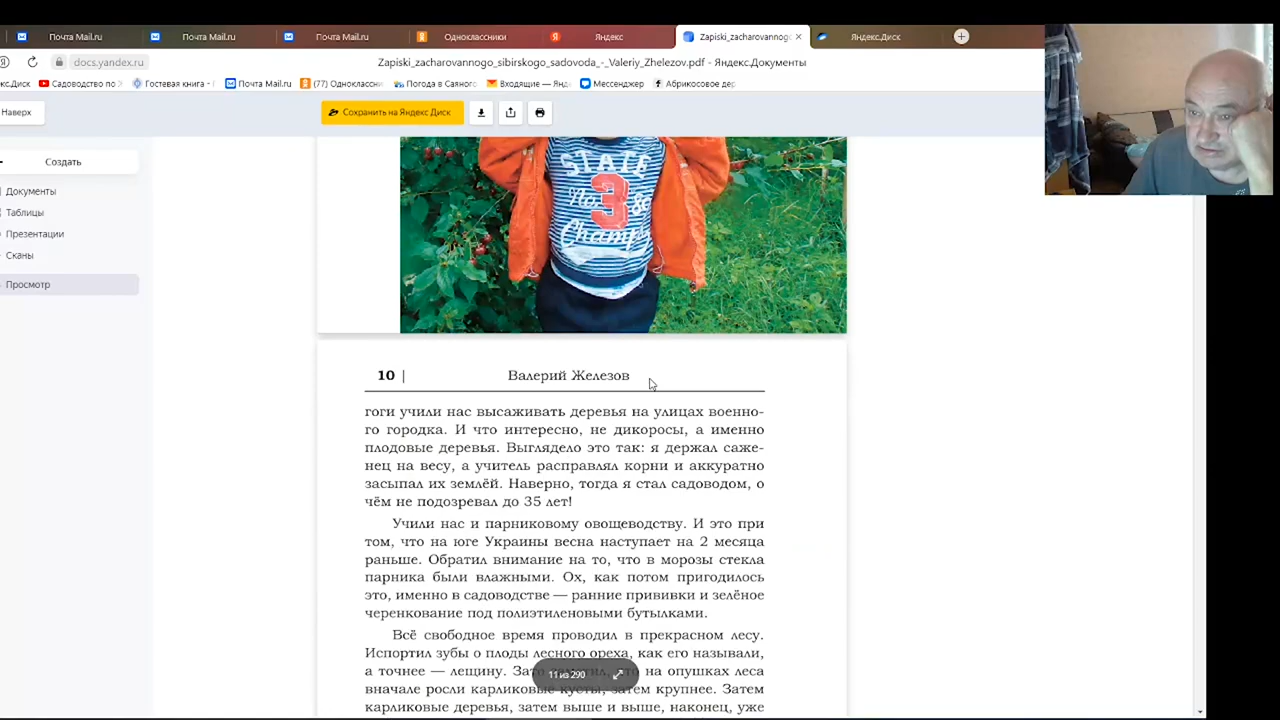 Почта Mail.ru
Почта Mail.ru
Почта Mail.ru
Одноклассники
Яндекс
Zapiski_zacharovannogo
Яндекс.Диск
docs.yandex.ru
Zapiski_zacharovannogo_sibirskogo_sadovoda_-_Valeriy_Zhelezov.pdf - Яндекс.Документы
кс.Диск
Садоводство по
Гостевая книга -
Почта Mail.ru
(77) Одноклассн
Погода в Саяного
Входящие — Янд
Мессенджер
Абрикосовое дер
Наверх
Сохранить на Яндекс Диск
Создать
Документы
Таблицы
Презентации
Сканы
Просмотр
STATE
No. 3 80
Champ
10 |
Валерий Железов
гоги учили нас высаживать деревья на улицах военно-
го городка. И что интересно, не дикоросы, а именно
плодовые деревья. Выглядело это так: я держал саже-
нец на весу, а учитель расправлял корни и аккуратно
засыпал их землёй. Наверно, тогда я стал садоводом, о
чём не подозревал до 35 лет!
Учили нас и парниковому овощеводству. И это при
том, что на юге Украины весна наступает на 2 месяца
раньше. Обратил внимание на то, что в морозы стекла
парника были влажными. Ох, как потом пригодилось
это, именно в садоводстве — ранние прививки и зелёное
черенкование под полиэтиленовыми бутылками.
Всё свободное время проводил в прекрасном лесу.
Испортил зубы о плоды лесного ореха, как его называли,
а точнее — лещину. на опушках леса
вначале росли карликовые кусты, затем крупнее. Затем
карликовые деревья, затем выше и выше, наконец, уже
11 из 290